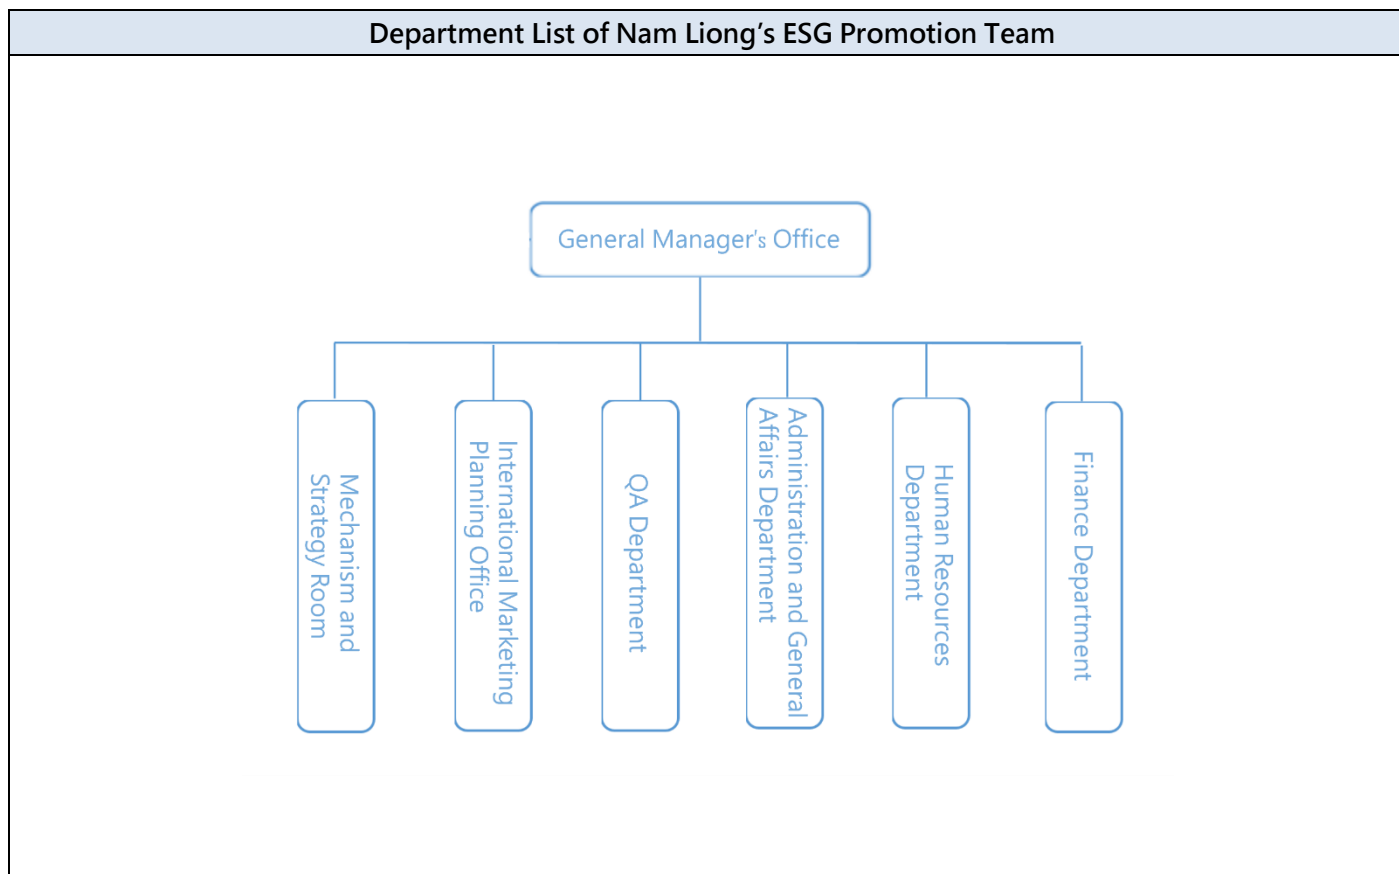 Department List of Nam Liong’s ESG Promotion Team
General Manager’s Office
Mechanism and
Strategy Room
International Marketing
Planning Office
QA Department
Administration and General
Affairs Department
Human Resources
Department
Finance Department